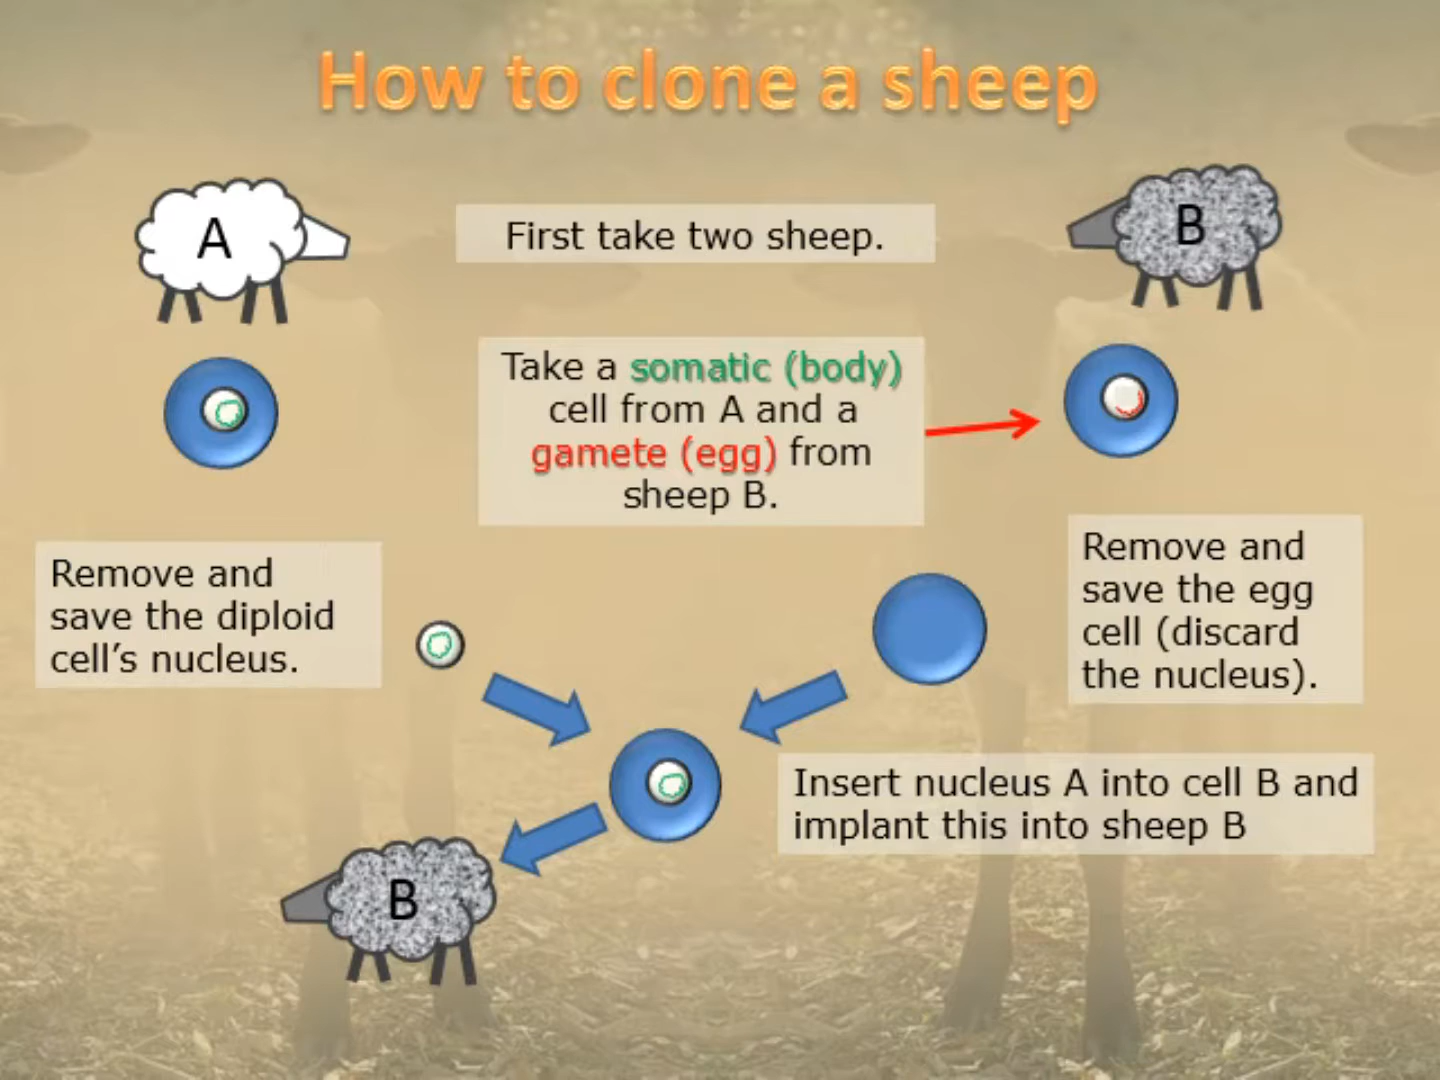 How to clone a sheep
A
First take two sheep.
B
Take a somatic (body)
cell from A and a
gamete (egg) from
sheep B.
Remove and
save the diploid
cell’s nucleus.
Remove and
save the egg
cell (discard
the nucleus).
Insert nucleus A into cell B and
implant this into sheep B
B